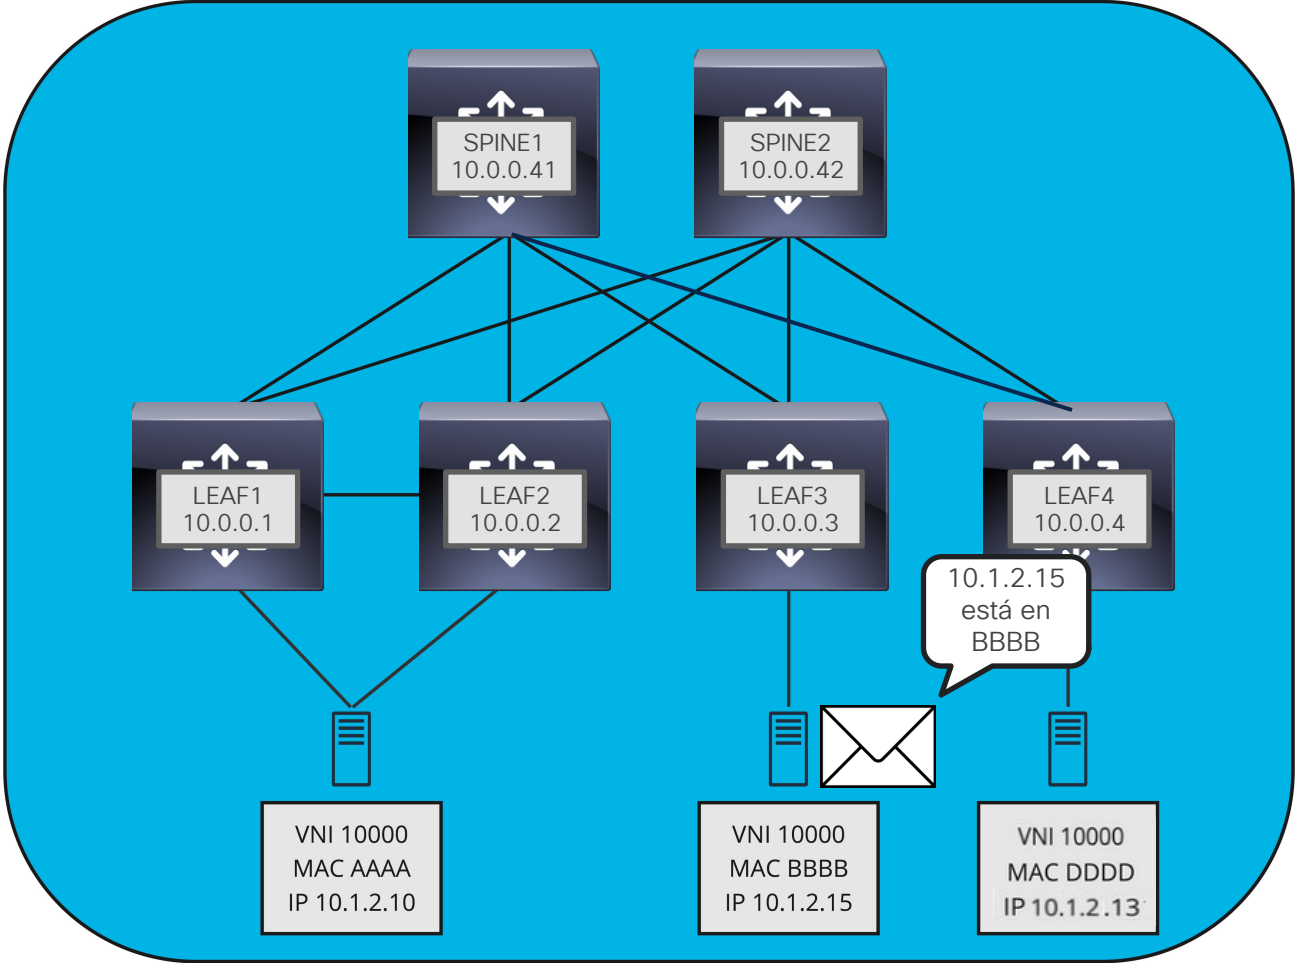 SPINE1
10.0.0.41
SPINE2
10.0.0.42
LEAF1
10.0.0.1
LEAF2
10.0.0.2
LEAF3
10.0.0.3
LEAF4
10.0.0.4
10.1.2.15
está en
BBBB
VNI 10000
MAC AAAA
IP 10.1.2.10
VNI 10000
MAC BBBB
IP 10.1.2.15
VNI 10000
MAC DDDD
IP 10.1.2.13